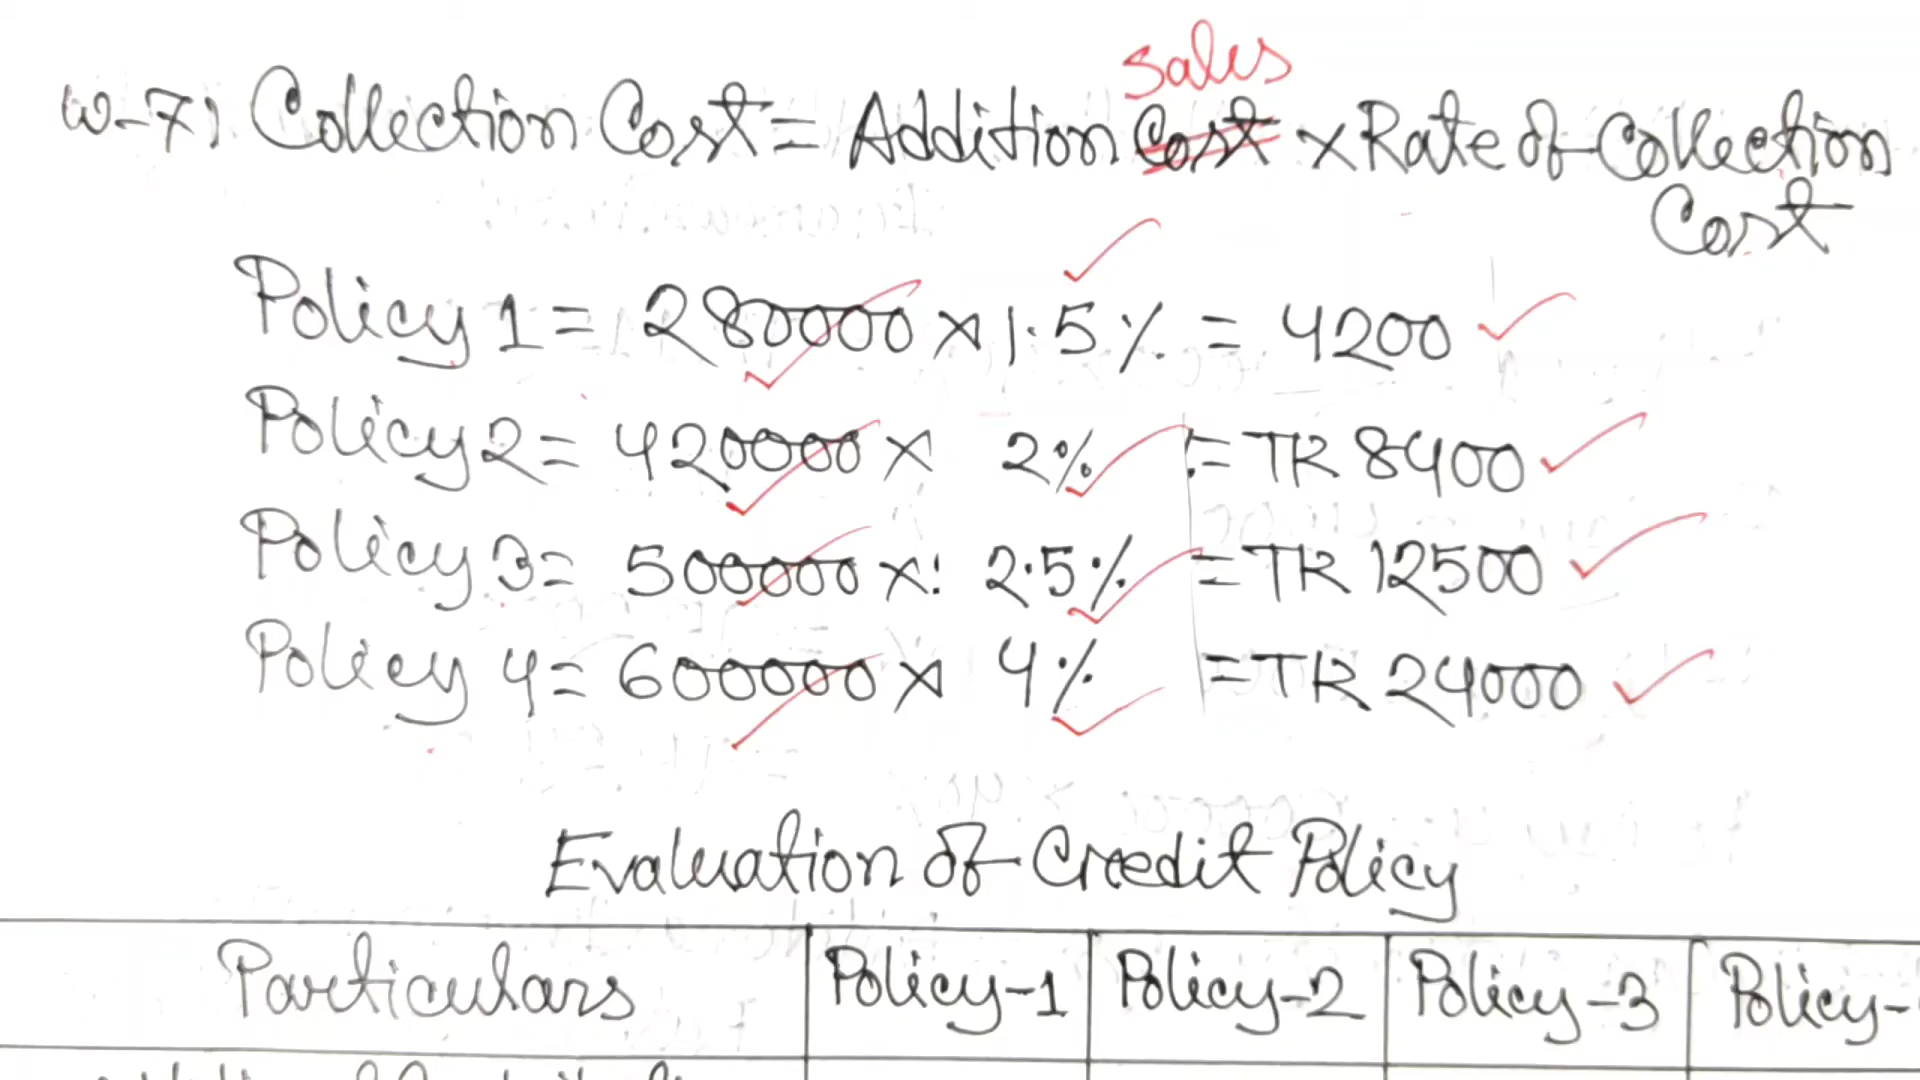 Sales
W-7: Collection Cost = Addition Cost × Rate of Collection
Cost
Policy 1 = 280000 × 1.5% = 4200
Policy 2 = 420000 × 2% = TK 8400
Policy 3 = 500000 × 2.5% = TK 12500
Policy 4 = 600000 × 4% = TK 24000
Evaluation of Credit Policy
Particulars Policy-1 Policy-2 Policy-3 Policy-